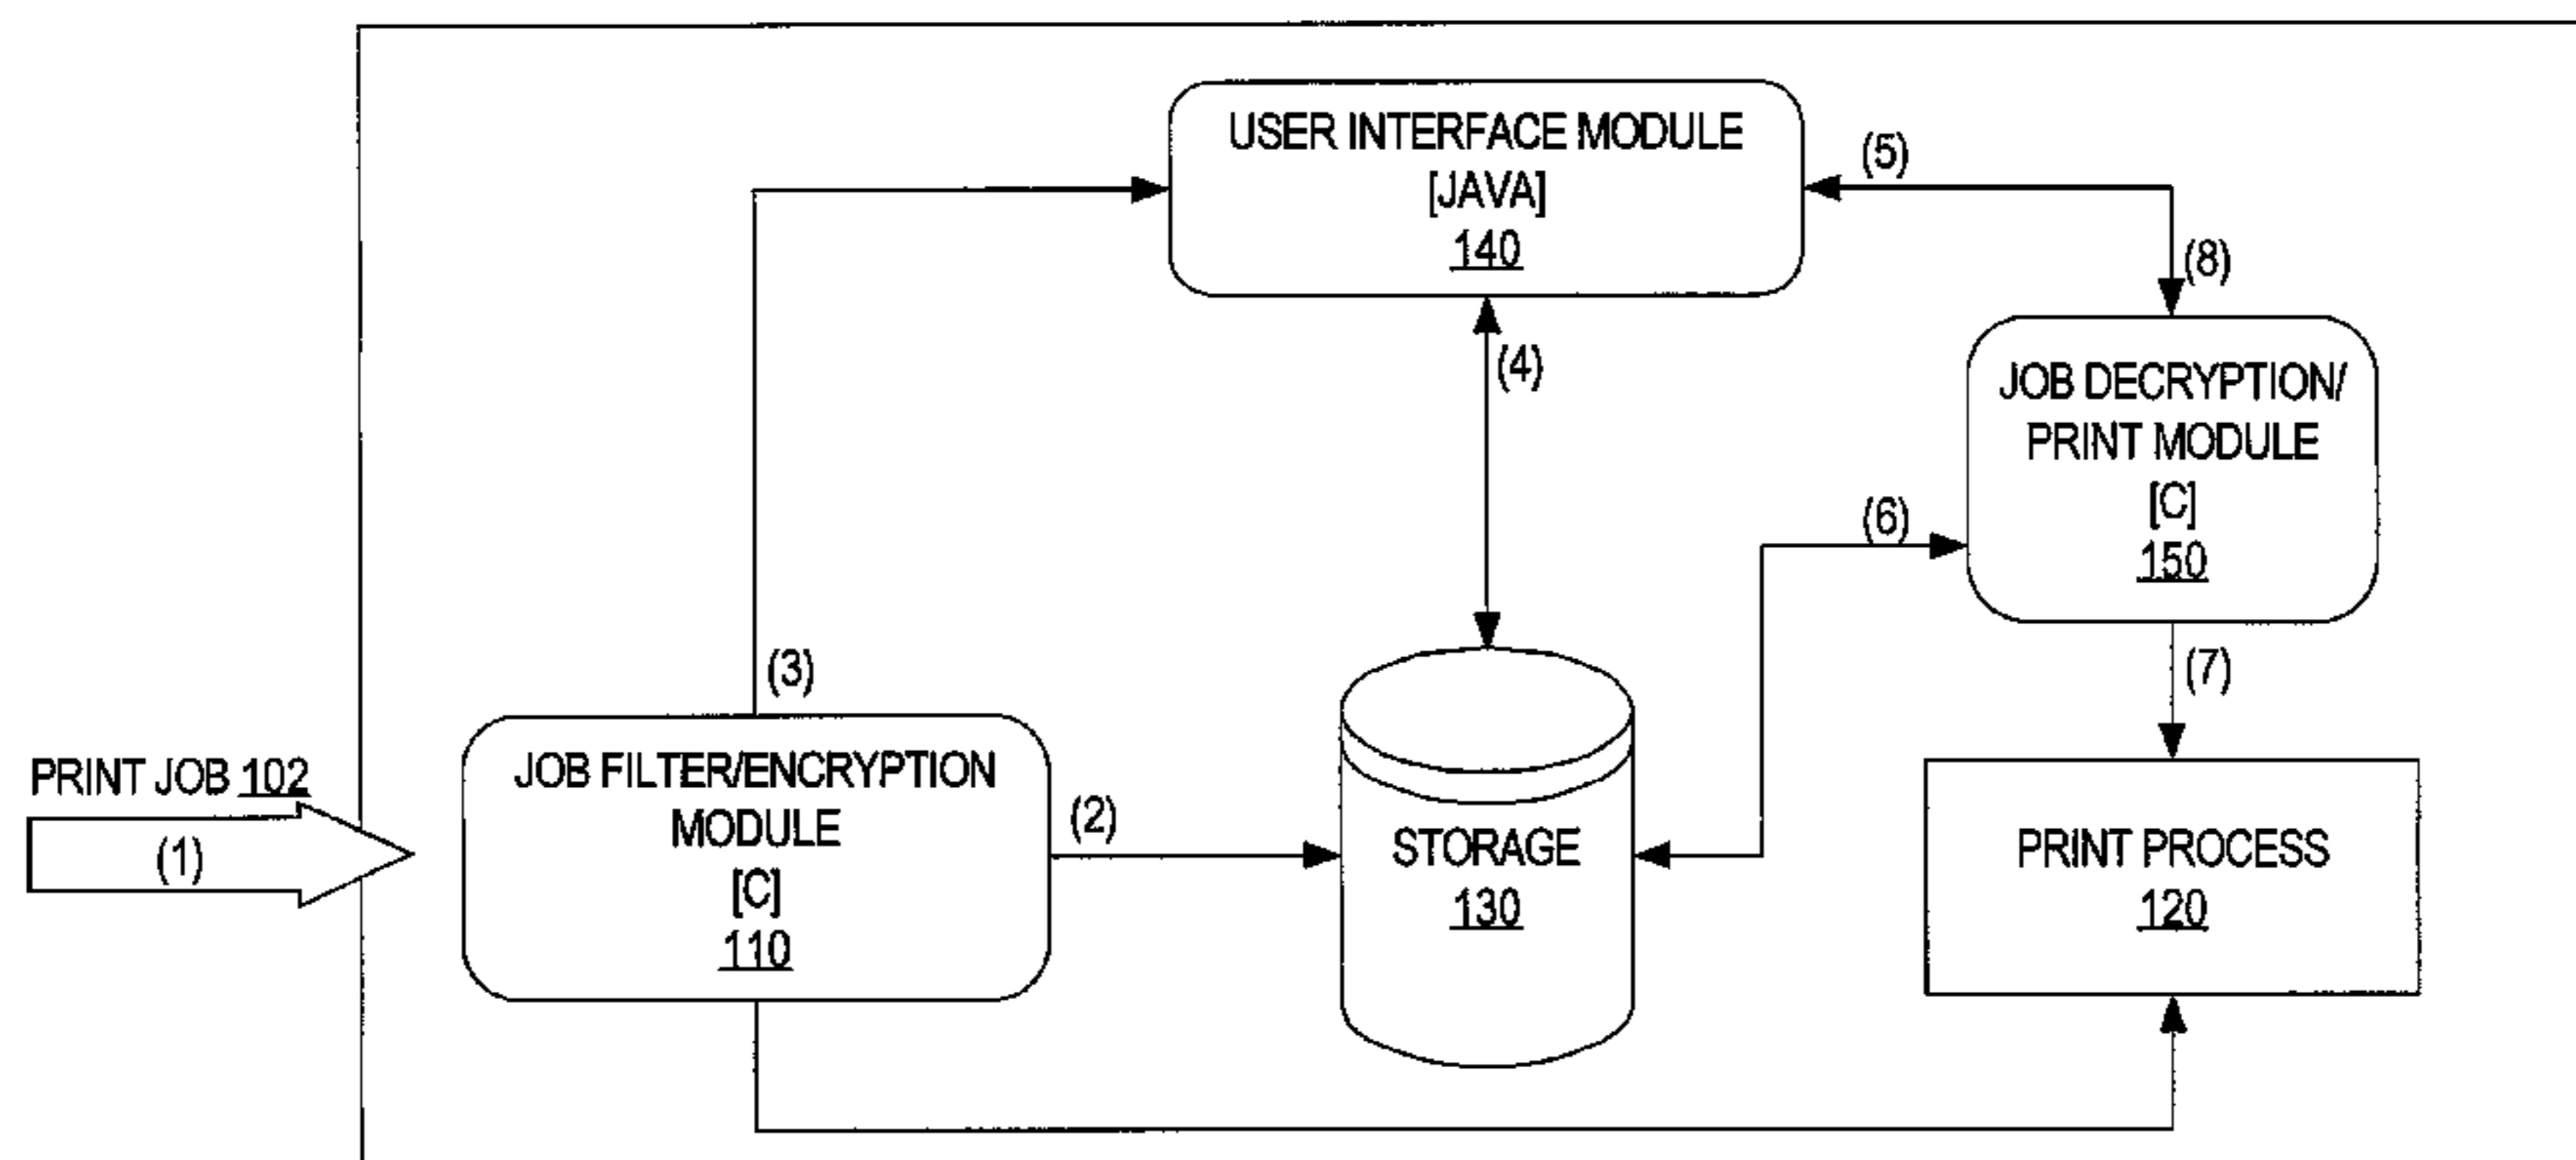 USER INTERFACE MODULE
[JAVA]
140
(5)
(8)
(4)
JOB DECRYPTION/
PRINT MODULE
[C]
150
(6)
(3)
(7)
PRINT JOB 102
(1)
JOB FILTER/ENCRYPTION
MODULE
[C]
110
(2)
STORAGE
130
PRINT PROCESS
120